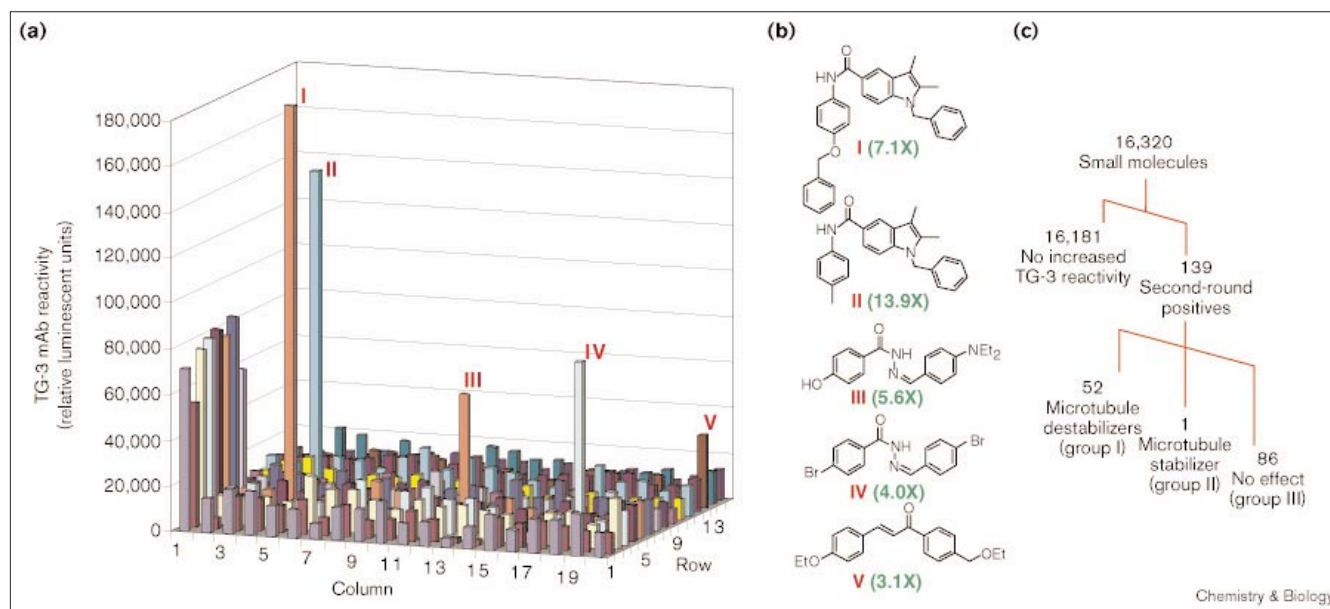 (a)
I
II
III
IV
V
180,000
160,000
140,000
120,000
100,000
80,000
60,000
40,000
20,000
0
TG-3 mAb reactivity
(relative luminescent units)
1
3
5
7
9
11
13
15
17
19
Column
1
5
9
13
Row
(b)
O
NH
N
O
I (7.1X)
O
NH
N
II (13.9X)
O
NH
N
NEt2
HO
III (5.6X)
O
NH
N
Br
Br
IV (4.0X)
O
EtO
OEt
V (3.1X)
(c)
16,320
Small molecules
16,181
No increased
TG-3 reactivity
139
Second-round
positives
52
Microtubule
destabilizers
(group I)
1
Microtubule
stabilizer
(group II)
86
No effect
(group III)
Chemistry & Biology